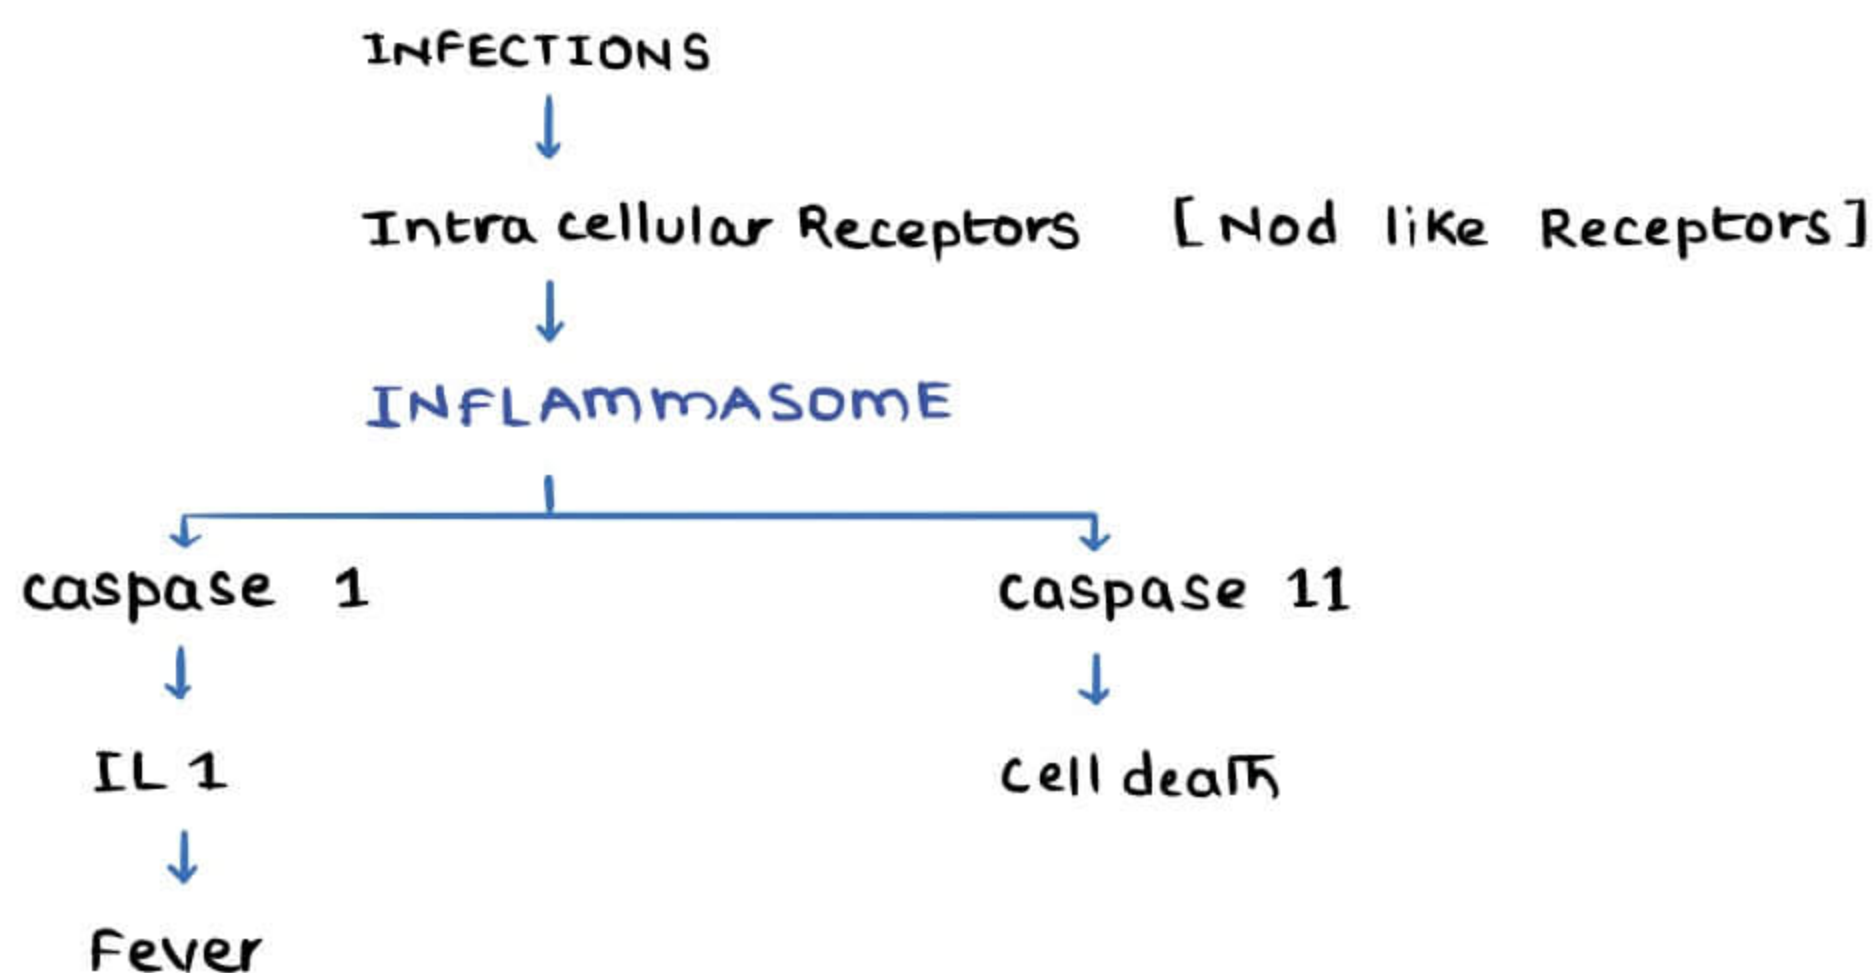 INFECTIONS
Intra cellular Receptors [Nod like Receptors]
INFLAMMASOME
caspase 1 caspase 11
IL 1 cell death
Fever